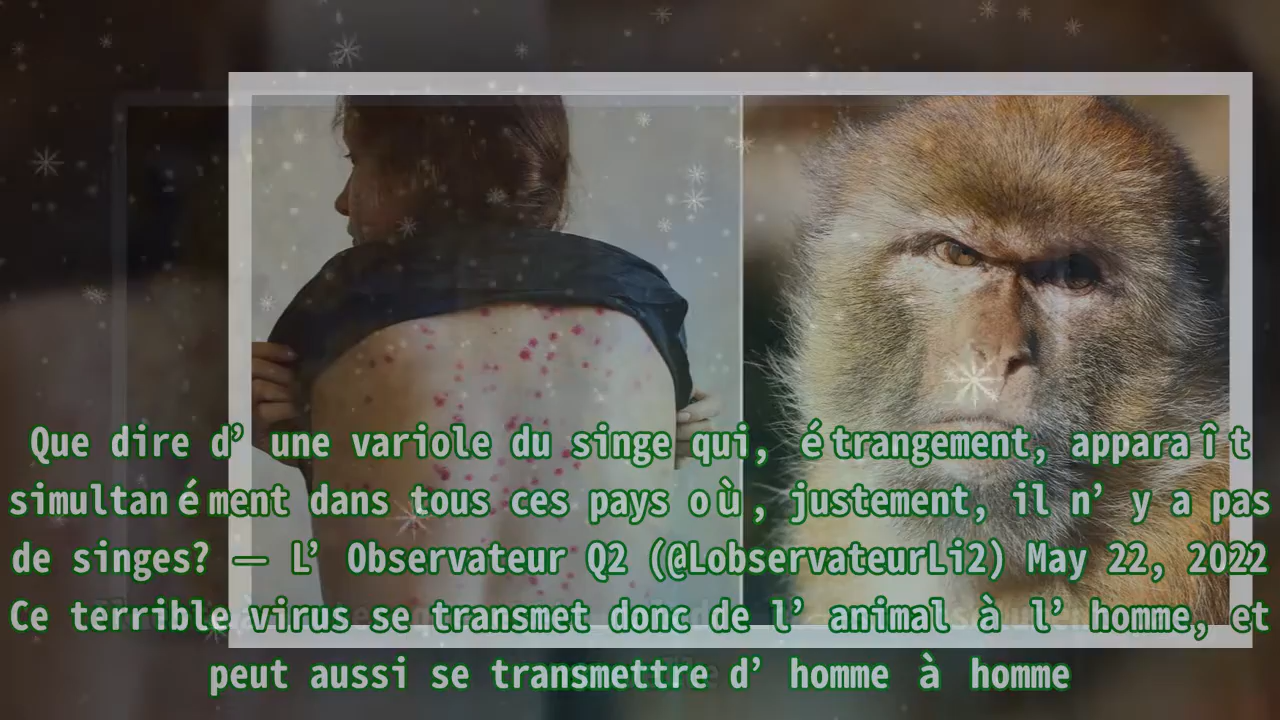 Que dire d’ une variole du singe qui, étrangement, apparaît
simultanément dans tous ces pays où, justement, il n’ y a pas
de singes? — L’ Observateur Q2 (@LobservateurLi2) May 22, 2022
Ce terrible virus se transmet donc de l’ animal à l’ homme, et
peut aussi se transmettre d’ homme à homme